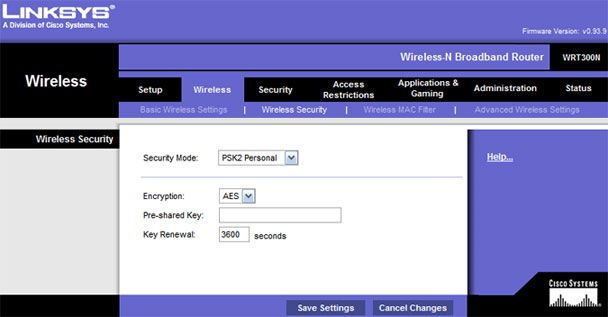 LINKSYS®
A Division of Cisco Systems, Inc.
Firmware Version: v0.93.9
Wireless-N Broadband Router WRT300N
Wireless
Setup Wireless Security Access Restrictions Applications & Gaming Administration Status
Basic Wireless Settings | Wireless Security | Wireless MAC Filter | Advanced Wireless Settings
Wireless Security
Security Mode: PSK2 Personal
Help...
Encryption: AES
Pre-shared Key:
Key Renewal: 3600 seconds
CISCO SYSTEMS
Save Settings Cancel Changes